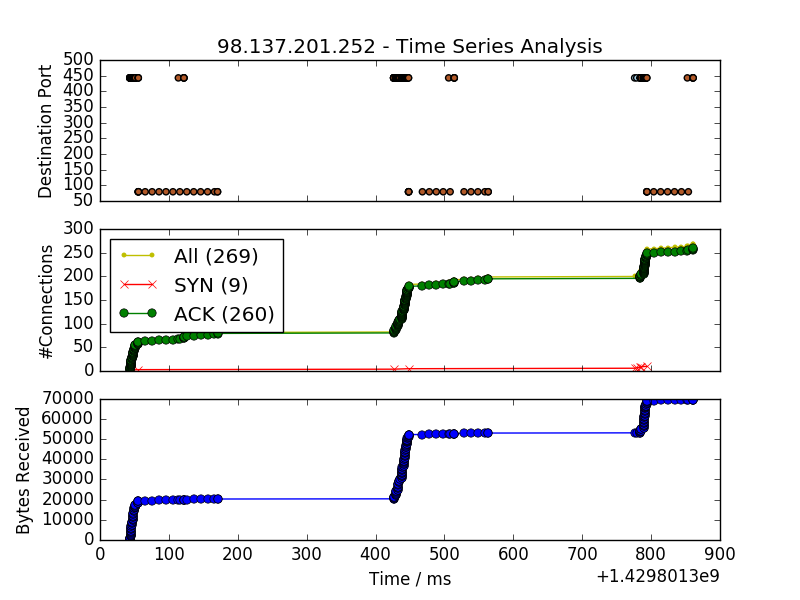 98.137.201.252 - Time Series Analysis
500
450
400
350
300
250
200
150
100
50
Destination Port
300
250
200
150
100
50
0
#Connections
All (269)
SYN (9)
ACK (260)
70000
60000
50000
40000
30000
20000
10000
0
Bytes Received
0 100 200 300 400 500 600 700 800 900
Time / ms
+1.4298013e9